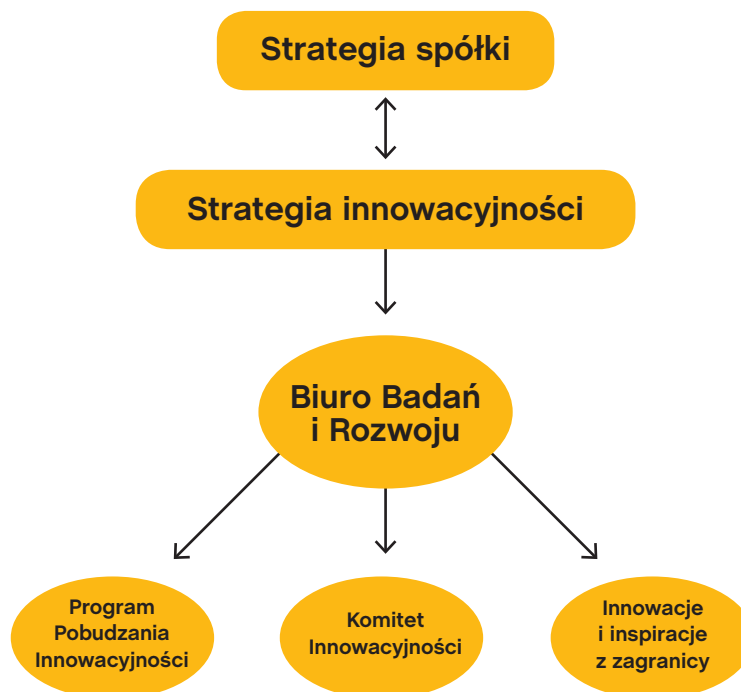 Strategia spółki
Strategia innowacyjności
Biuro Badań
i Rozwoju
Program
Pobudzania
Innowacyjności
Komitet
Innowacyjności
Innowacje
i inspiracje
z zagranicy